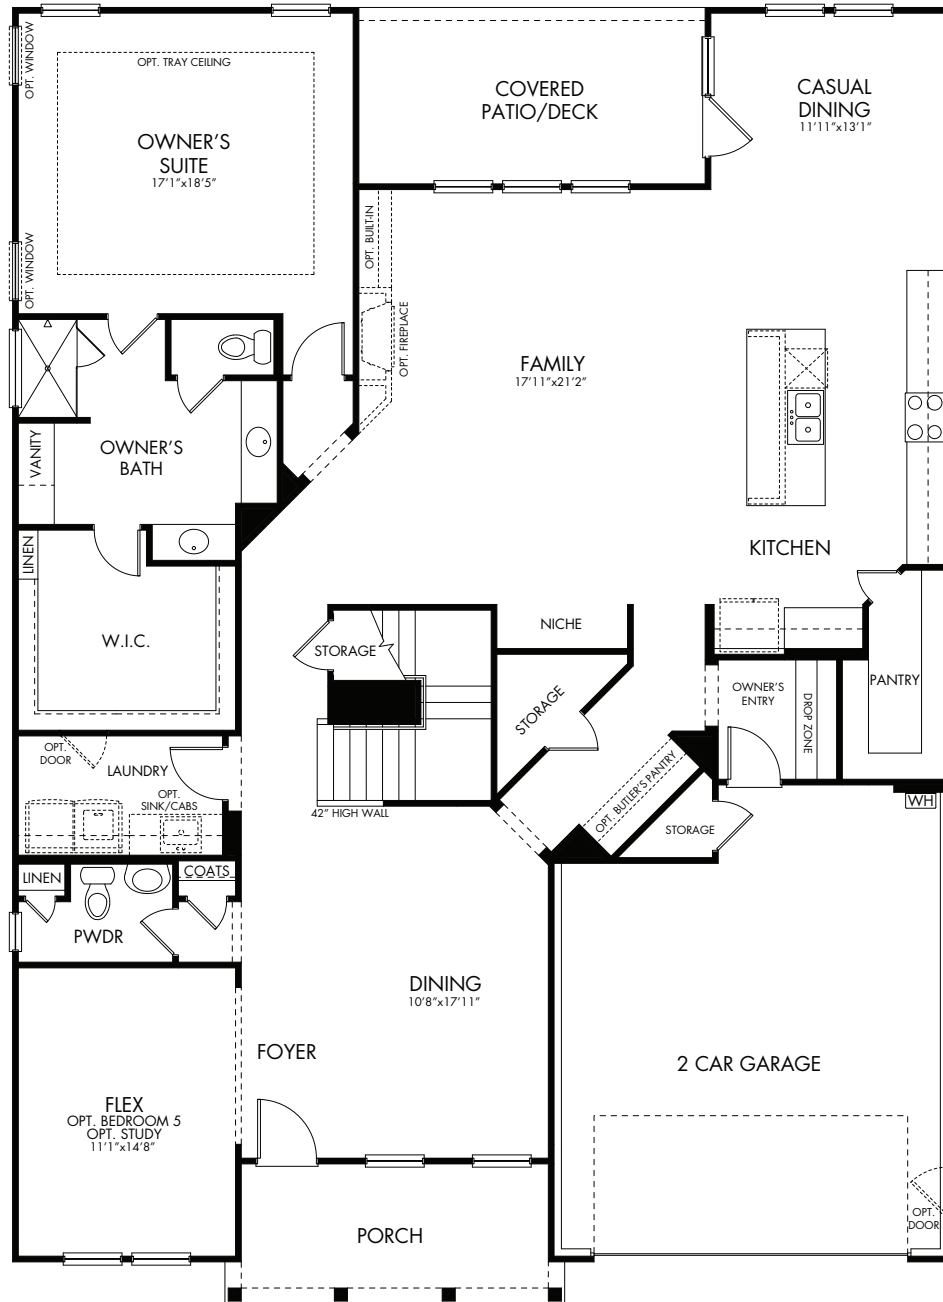 OPT. WINDOW
OPT. TRAY CEILING
OWNER'S
SUITE
17'1"x18'5"
OPT. WINDOW
COVERED
PATIO/DECK
CASUAL
DINING
11'11"x13'1"
OPT. BUILT-IN
OPT. FIREPLACE
FAMILY
17'11"x21'2"
VANITY
OWNER'S
BATH
LINEN
KITCHEN
W.I.C.
STORAGE
NICHE
STORAGE
OWNER'S
ENTRY
DROP ZONE
PANTRY
OPT.
DOOR
LAUNDRY
OPT.
SINK/CABS
42" HIGH WALL
OPT. BUTLER'S PANTRY
STORAGE
WH
LINEN
COATS
PWDR
DINING
10'8"x17'11"
FOYER
2 CAR GARAGE
FLEX
OPT. BEDROOM 5
OPT. STUDY
11'1"x14'8"
PORCH
OPT.
DOOR